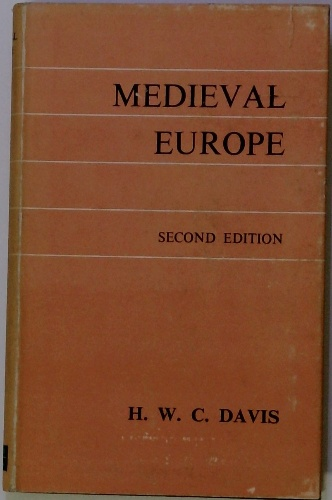 MEDIEVAL
EUROPE
SECOND EDITION
H. W. C. DAVIS